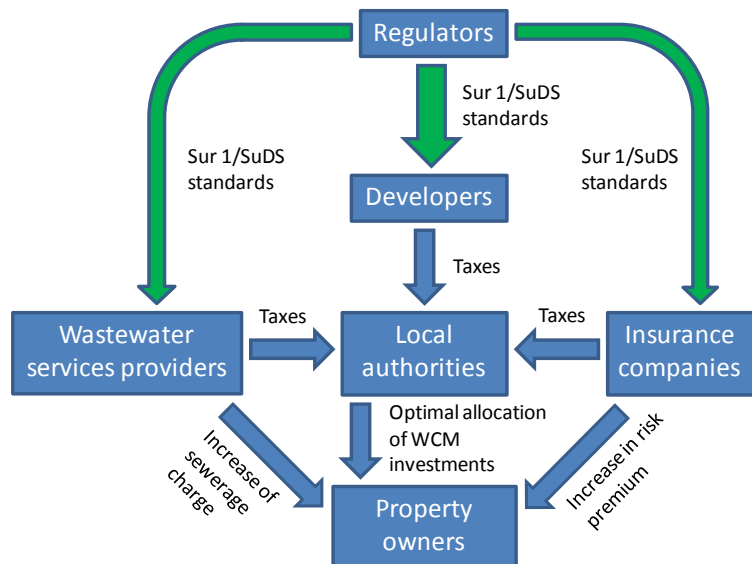 Regulators
Sur 1/SuDS
standards
Sur 1/SuDS
standards
Sur 1/SuDS
standards
Developers
Taxes
Wastewater
services providers
Taxes
Local
authorities
Taxes
Insurance
companies
Increase of
sewerage
charge
Optimal allocation
of WCM
investments
Increase in risk
premium
Property
owners